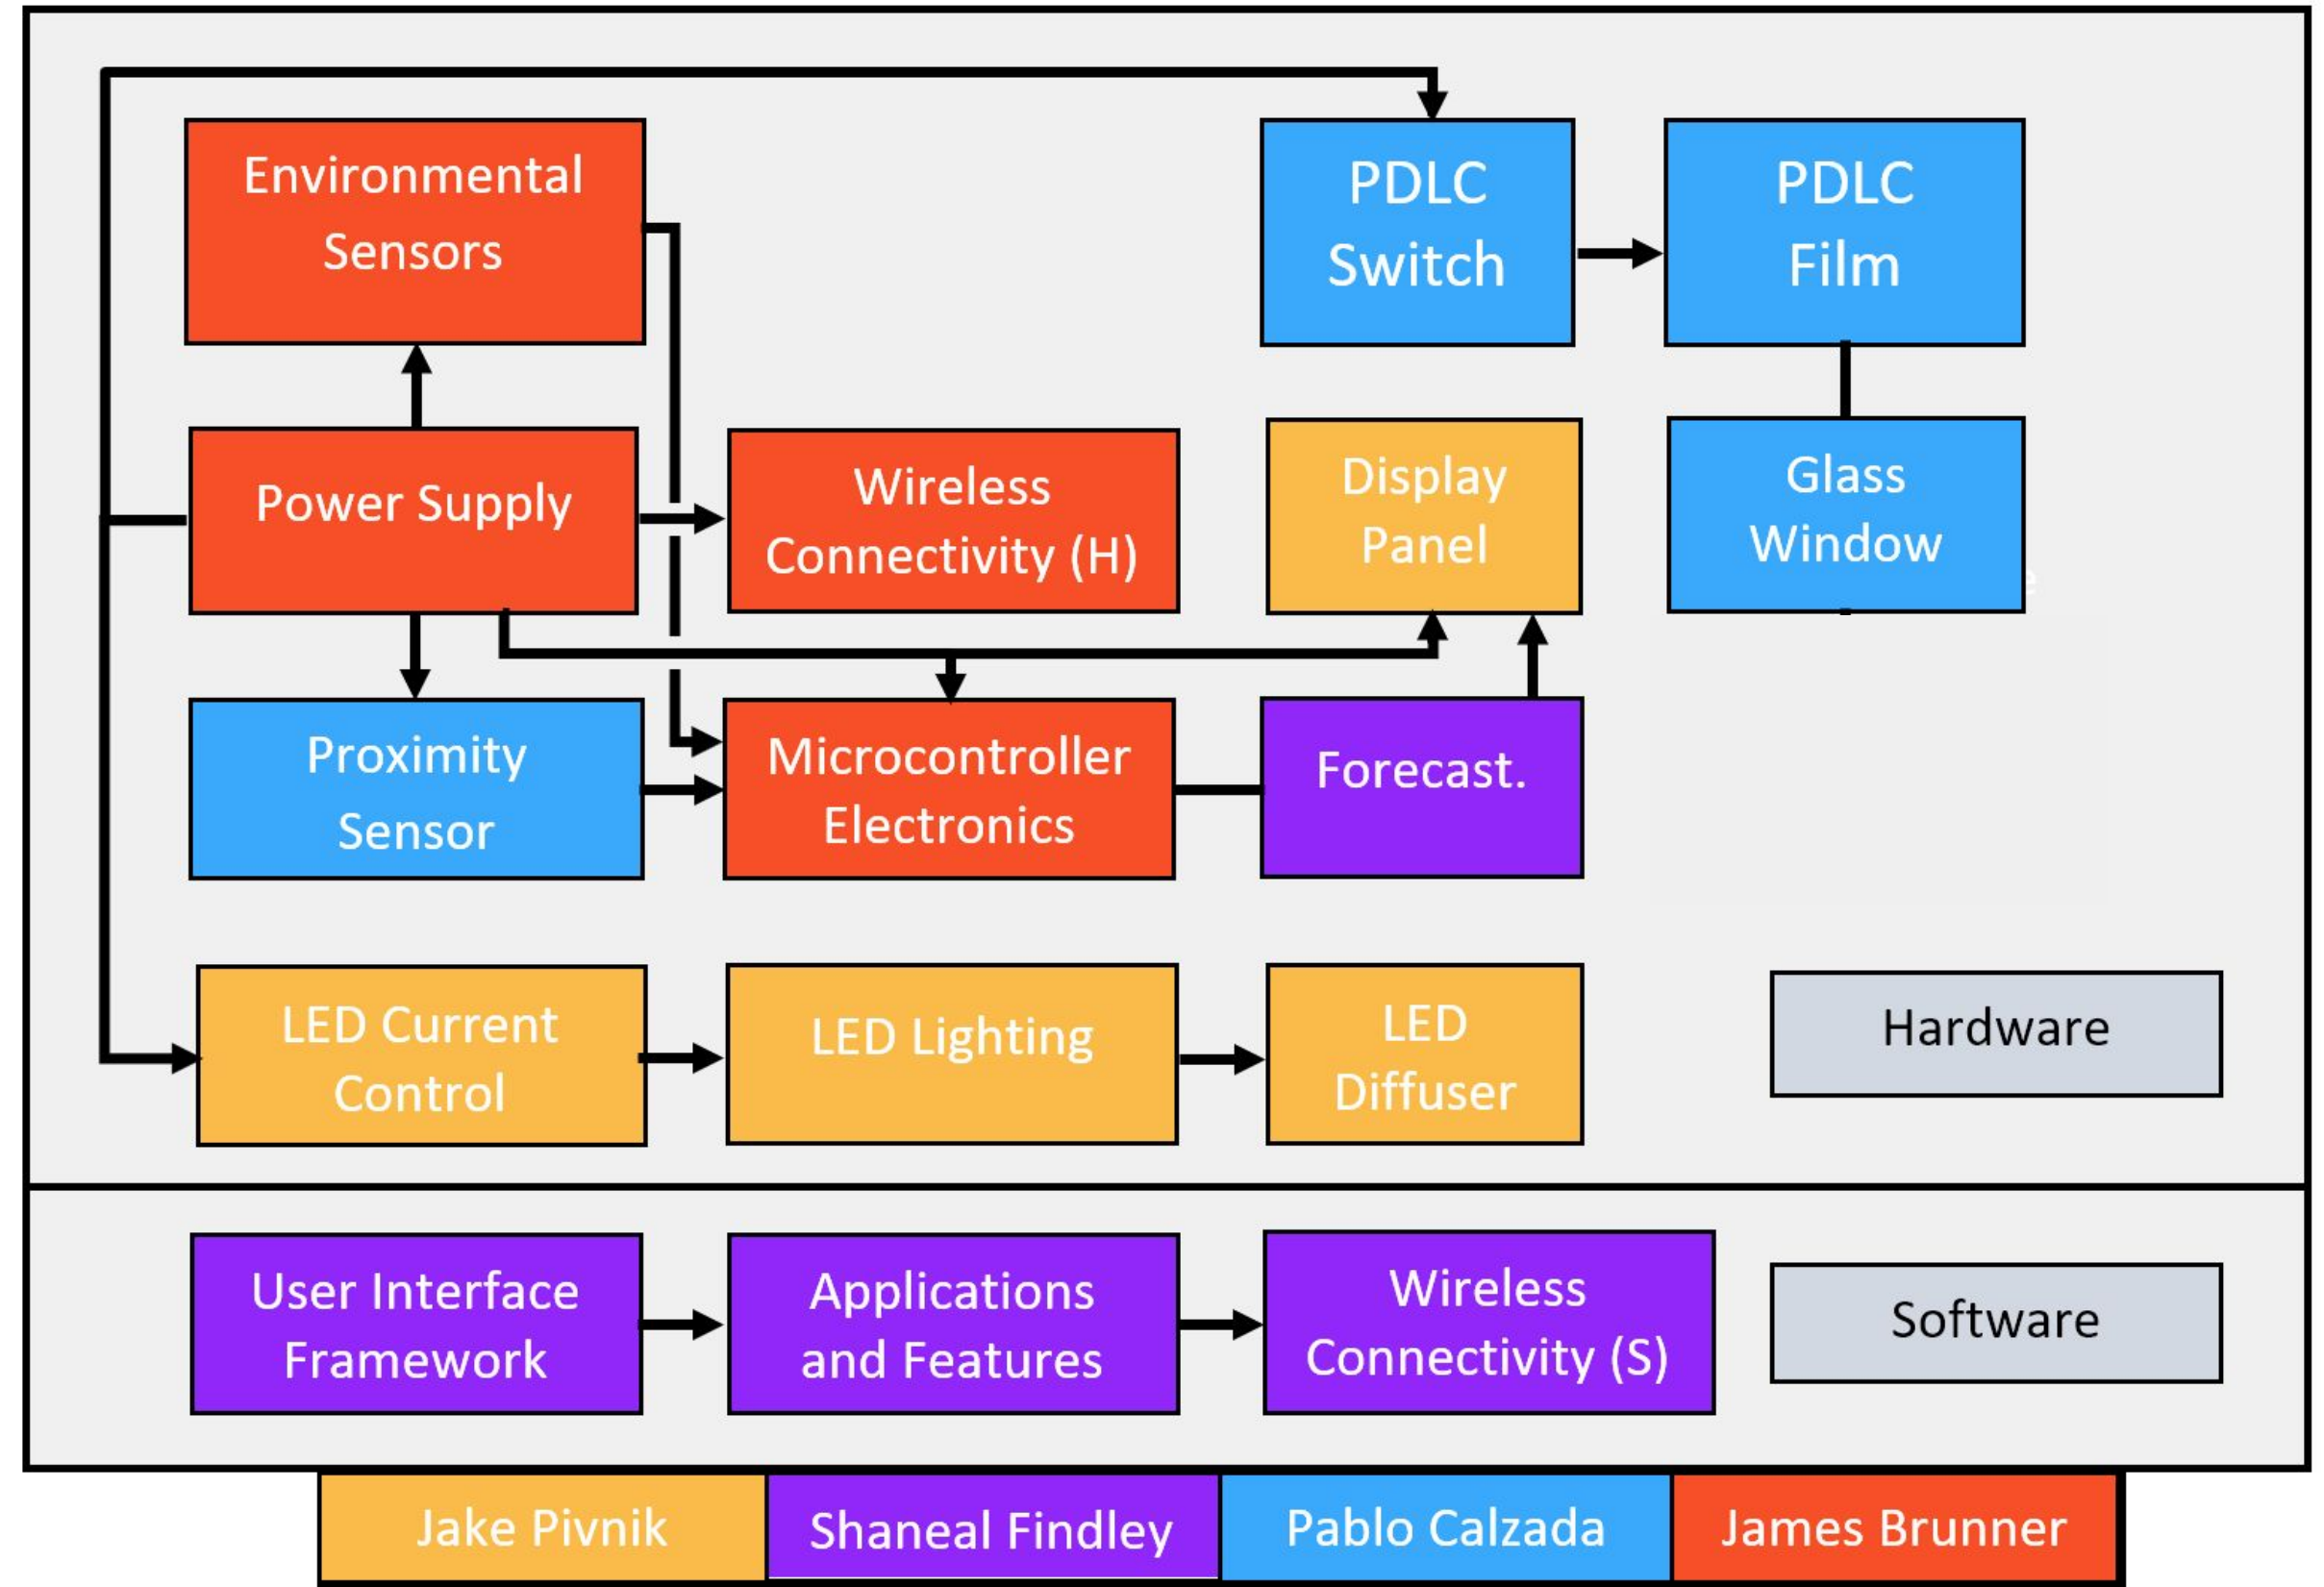 Environmental
Sensors
PDLC
Switch
PDLC
Film
Power Supply
Wireless
Connectivity (H)
Display
Panel
Glass
Window
e
Proximity
Sensor
Microcontroller
Electronics
Forecast.
LED Current
Control
LED Lighting
LED
Diffuser
Hardware
User Interface
Framework
Applications
and Features
Wireless
Connectivity (S)
Software
Jake Pivnik
Shaneal Findley
Pablo Calzada
James Brunner